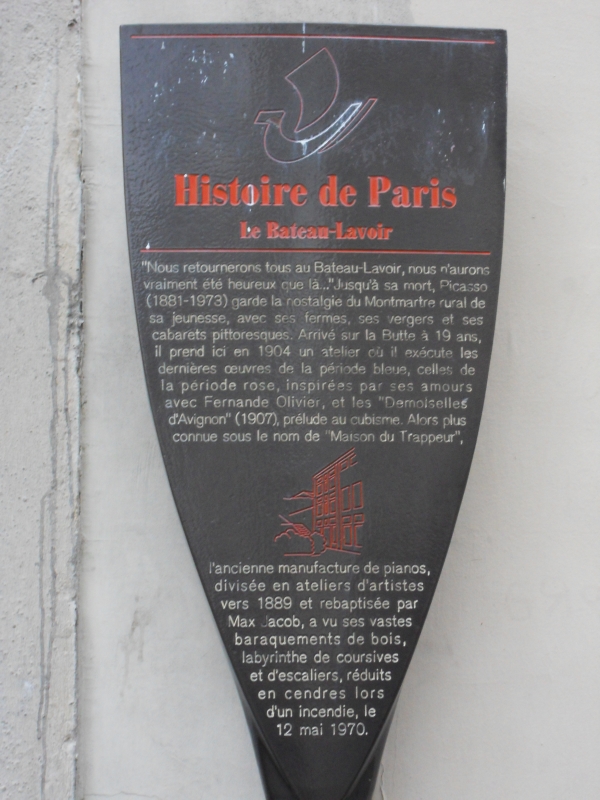 Histoire de Paris
Le Bateau-Lavoir
"Nous retournerons tous au Bateau-Lavoir, nous n'aurons
vraiment été heureux que là..."Jusqu'à sa mort, Picasso
(1881-1973) garde la nostalgie du Montmartre rural de
sa jeunesse, avec ses fermes, ses vergers et ses
cabarets pittoresques. Arrivé sur la Butte à 19 ans,
il prend ici en 1904 un atelier où il exécute les
dernières œuvres de la période bleue, celles de
la période rose, inspirées par ses amours
avec Fernande Olivier, et les "Demoiselles
d'Avignon" (1907), prélude au cubisme. Alors plus
connue sous le nom de "Maison du Trappeur",
l'ancienne manufacture de pianos,
divisée en ateliers d'artistes
vers 1889 et rebaptisée par
Max Jacob, a vu ses vastes
baraquements de bois,
labyrinthe de coursives
et d'escaliers, réduits
en cendres lors
d'un incendie, le
12 mai 1970.